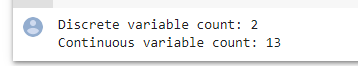 Discrete variable count: 2
Continuous variable count: 13